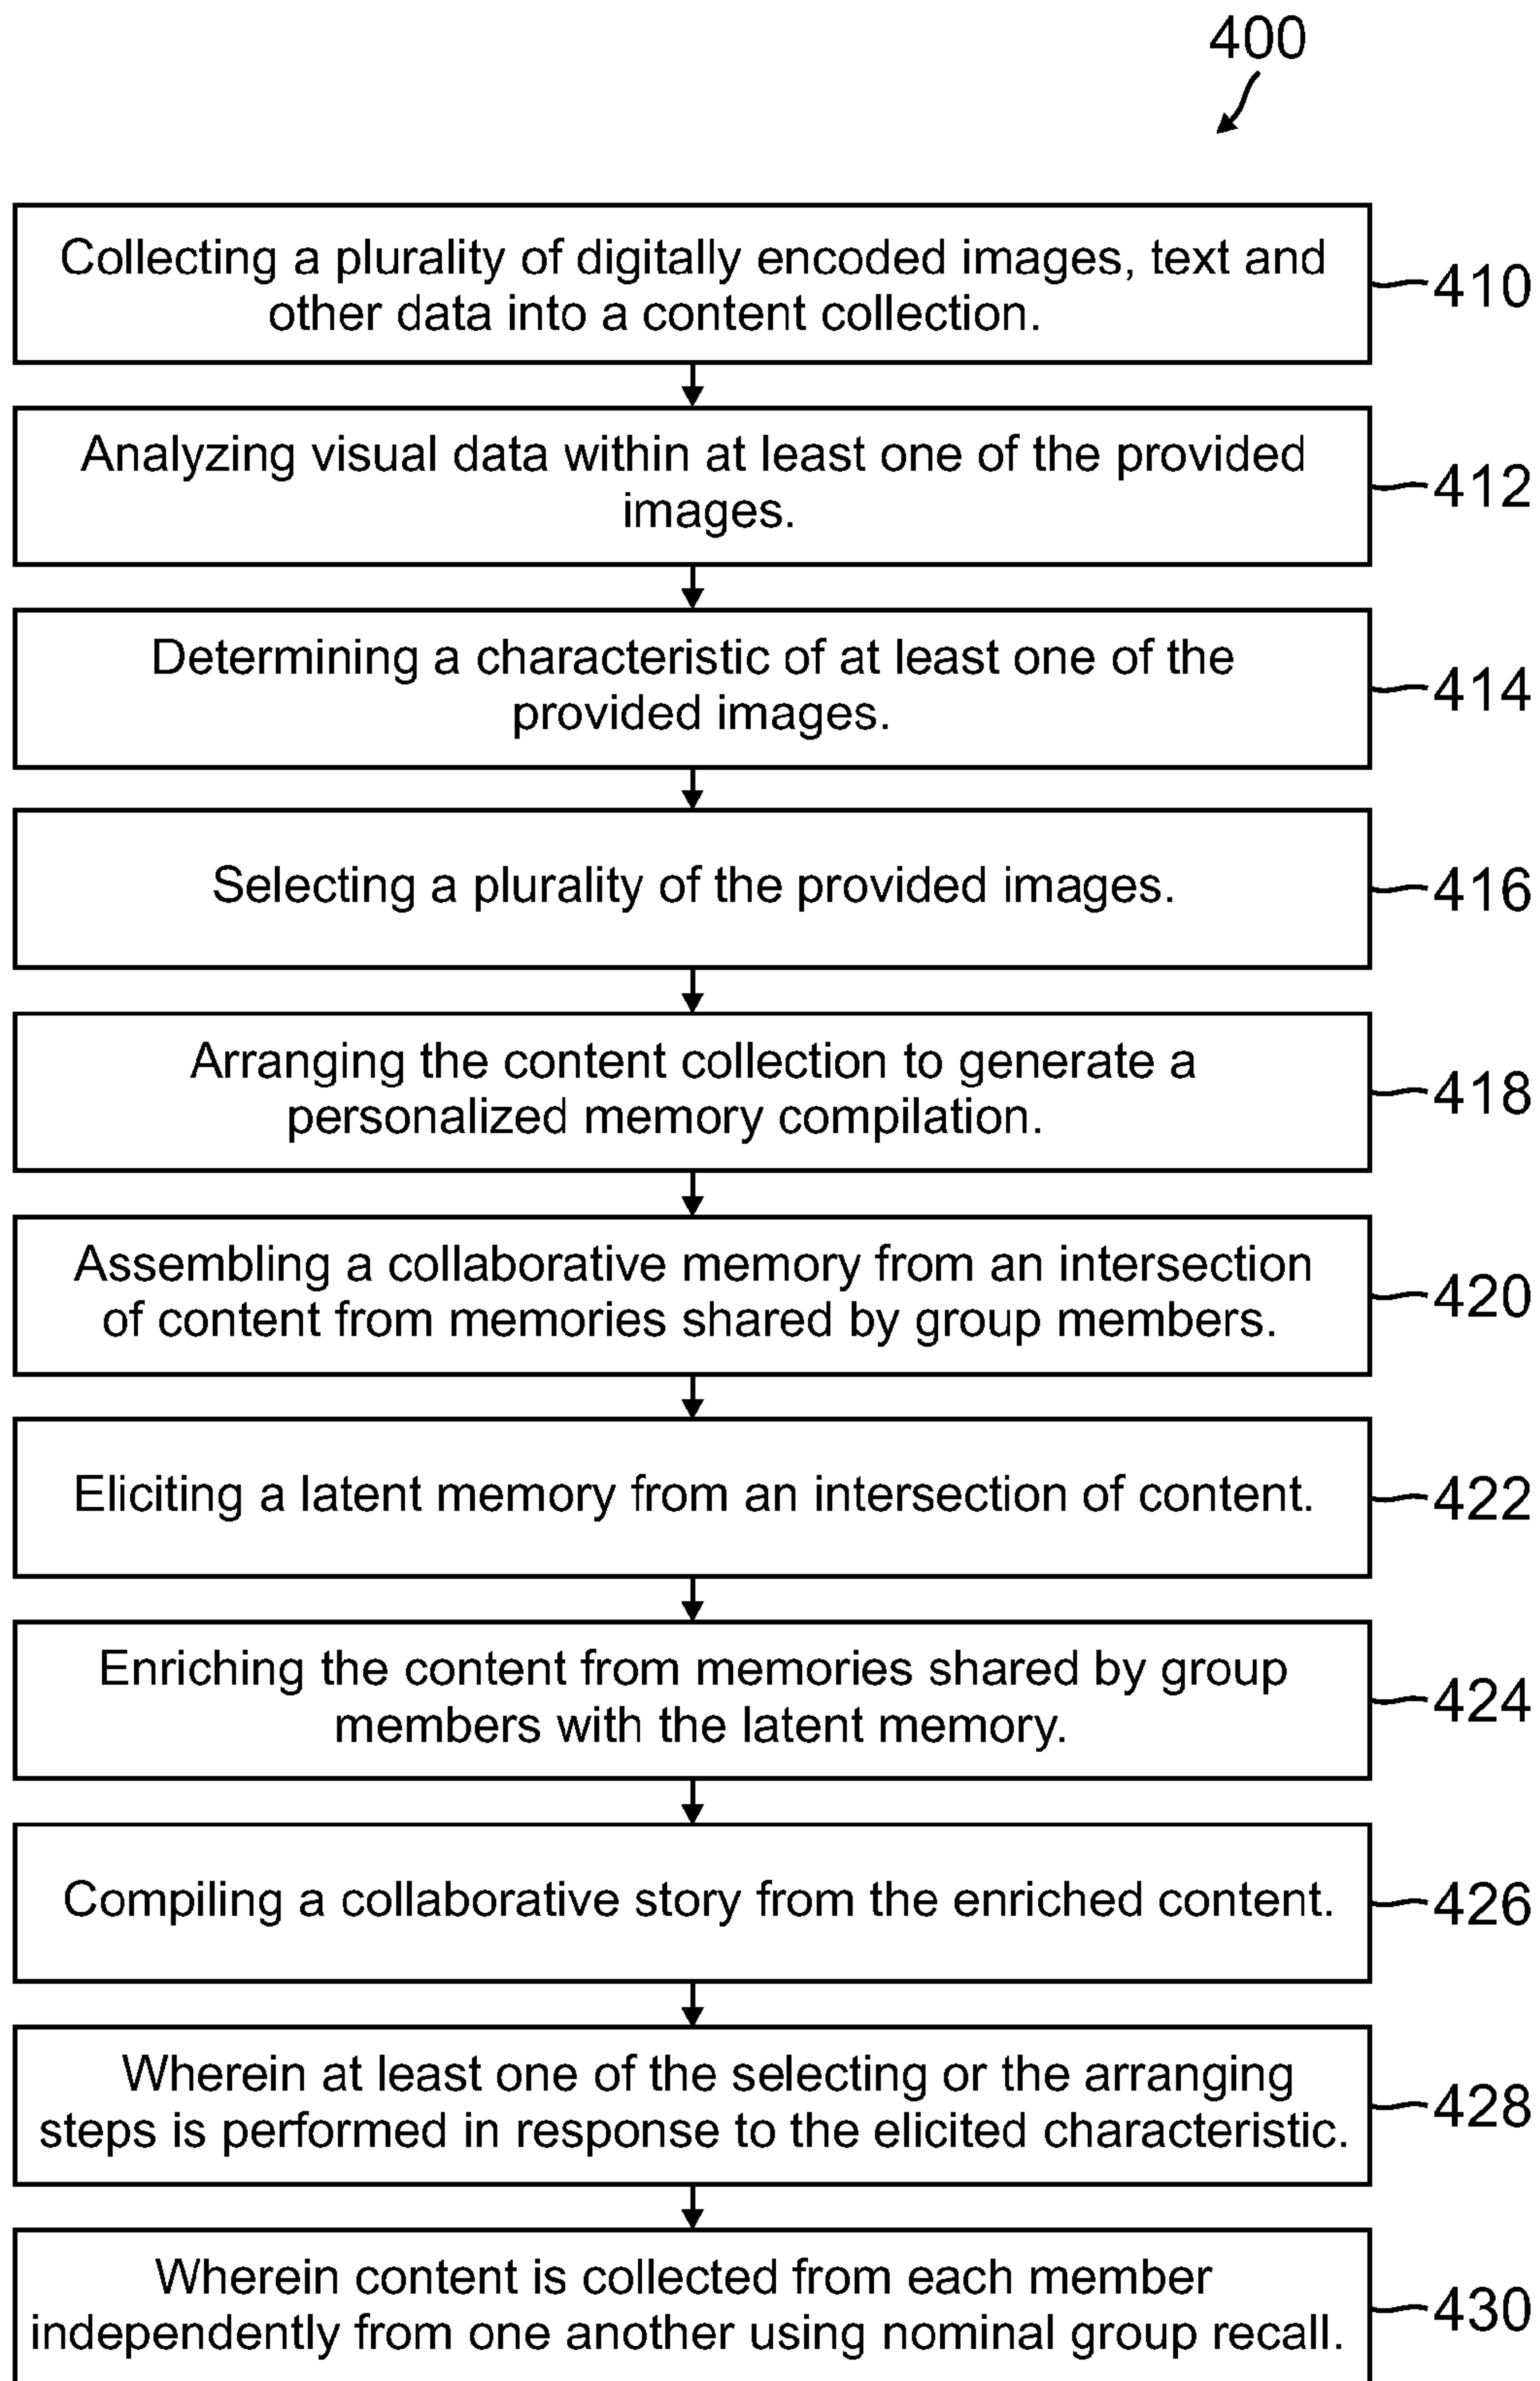 400
Collecting a plurality of digitally encoded images, text and
other data into a content collection.
410
Analyzing visual data within at least one of the provided
images.
412
Determining a characteristic of at least one of the
provided images.
414
Selecting a plurality of the provided images.
416
Arranging the content collection to generate a
personalized memory compilation.
418
Assembling a collaborative memory from an intersection
of content from memories shared by group members.
420
Eliciting a latent memory from an intersection of content.
422
Enriching the content from memories shared by group
members with the latent memory.
424
Compiling a collaborative story from the enriched content.
426
Wherein at least one of the selecting or the arranging
steps is performed in response to the elicited characteristic.
428
Wherein content is collected from each member
independently from one another using nominal group recall.
430